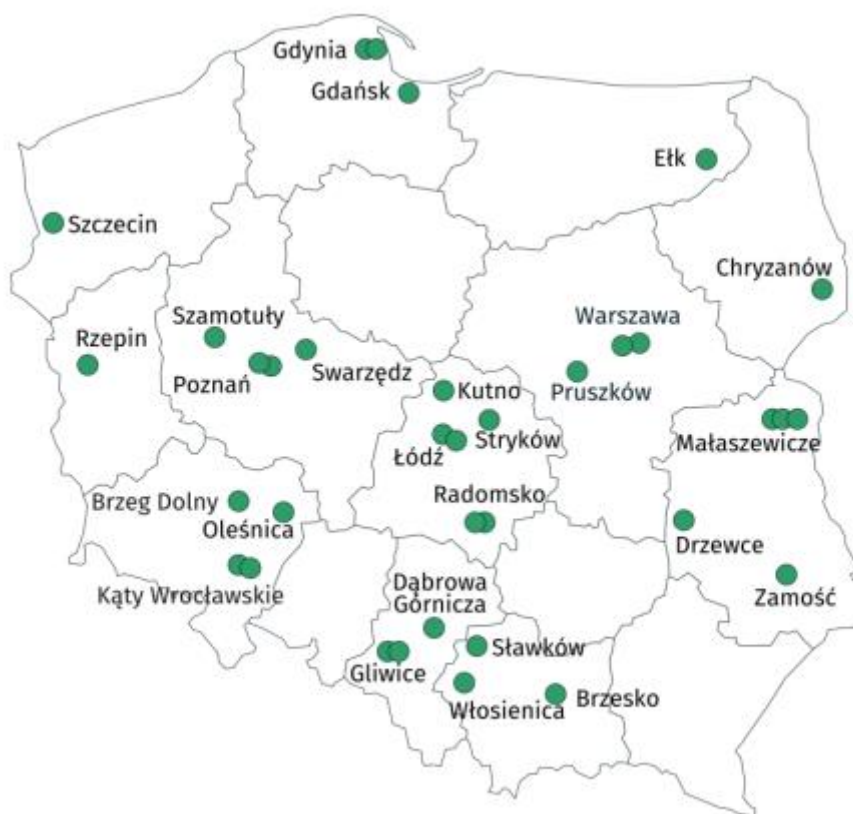 Gdynia
Gdańsk
Ełk
Szczecin
Chryzanów
Szamotuły
Warszawa
Rzepin
Swarzędz
Poznań
Pruszków
Kutno
Stryków
Małaszewicze
Łódź
Radomsko
Brzeg Dolny
Oleśnica
Drzewce
Kąty Wrocławskie
Dąbrowa
Górnicza
Zamość
Sławków
Gliwice
Włosienica
Brzesko